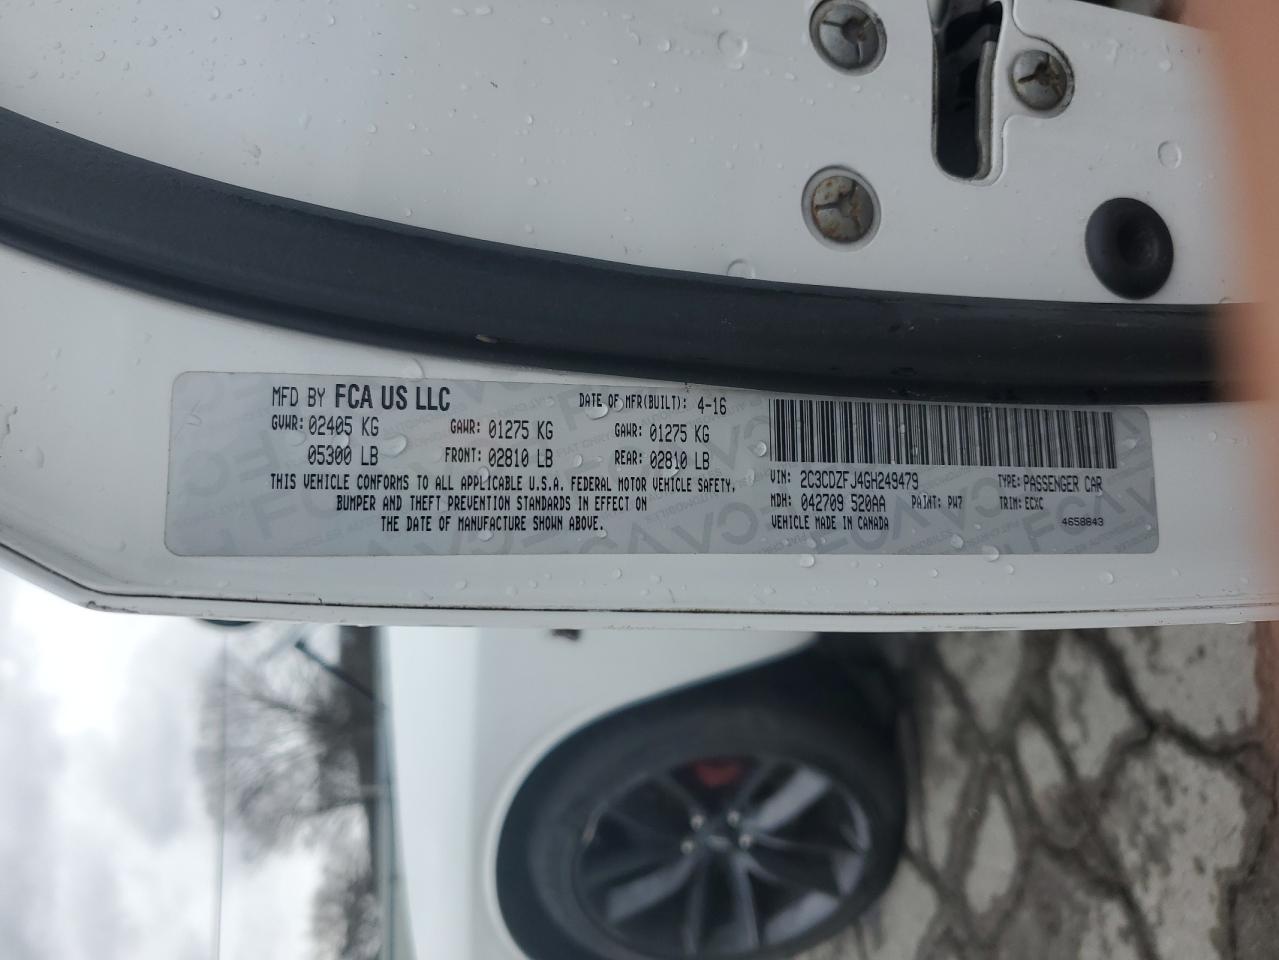 MFD BY FCA US LLC DATE OF MFR(BUILT): 4-16
GVWR: 02405 KG GAWR: 01275 KG GAWR: 01275 KG
05300 LB FRONT: 02810 LB REAR: 02810 LB
THIS VEHICLE CONFORMS TO ALL APPLICABLE U.S.A. FEDERAL MOTOR VEHICLE SAFETY,
BUMPER AND THEFT PREVENTION STANDARDS IN EFFECT ON
THE DATE OF MANUFACTURE SHOWN ABOVE.
VIN: 2C3CDZFJ4GH249479 TYPE: PASSENGER CAR
MDH: 042709 520AA PAINT: PW7 TRIM: ECXC
VEHICLE MADE IN CANADA 4658843